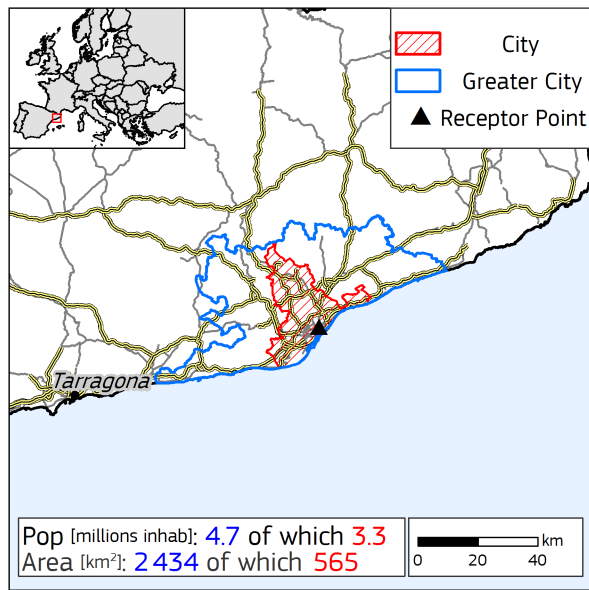 City
Greater City
Receptor Point
Tarragona
Pop [millions inhab]: 4.7 of which 3.3
Area [km²]: 2 434 of which 565
km
0 20 40